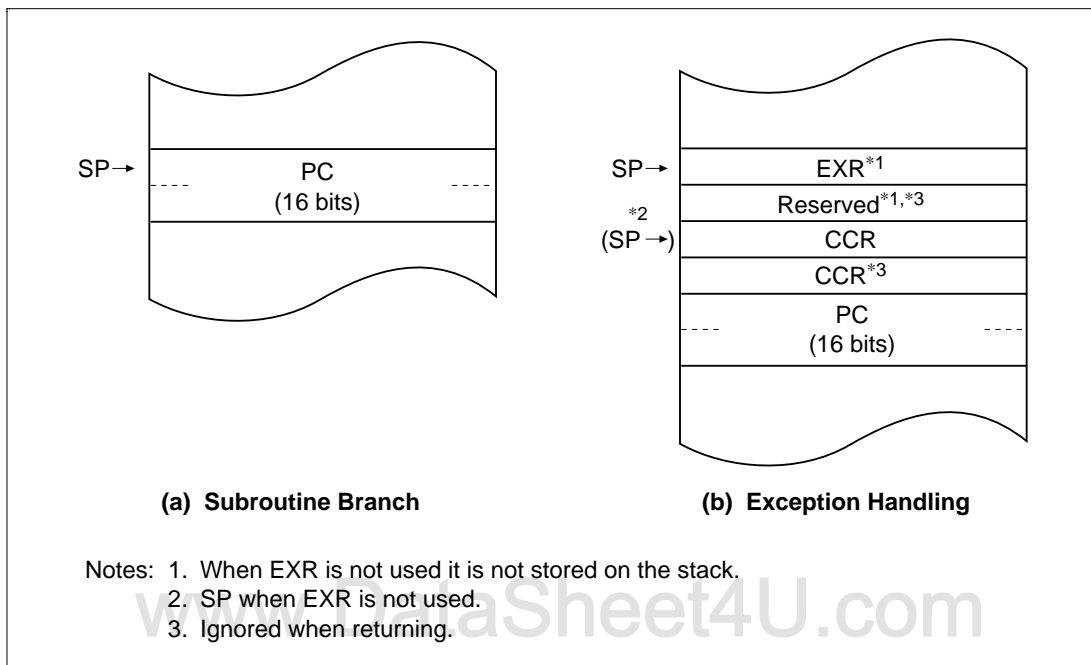 SP→
PC
(16 bits)
(a) Subroutine Branch
SP→
EXR*1
Reserved*1,*3
*2
(SP→)
CCR
CCR*3
PC
(16 bits)
(b) Exception Handling
Notes: 1. When EXR is not used it is not stored on the stack.
2. SP when EXR is not used.
3. Ignored when returning.
www.DataSheet4U.com